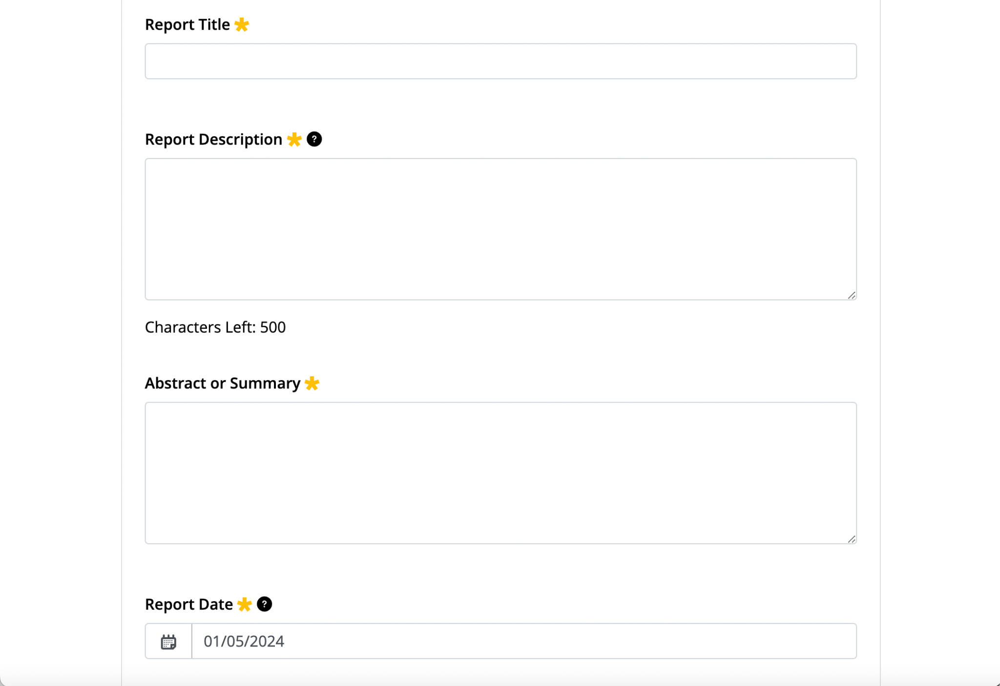 Report Title *
Report Description * ?
Characters Left: 500
Abstract or Summary *
Report Date * ?
01/05/2024